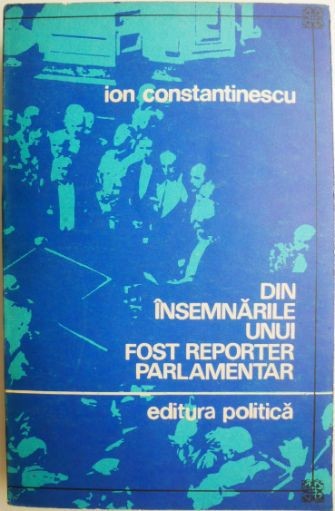 ion constantinescu
DIN
ÎNSEMNĂRILE
UNUI
FOST REPORTER
PARLAMENTAR
editura politică